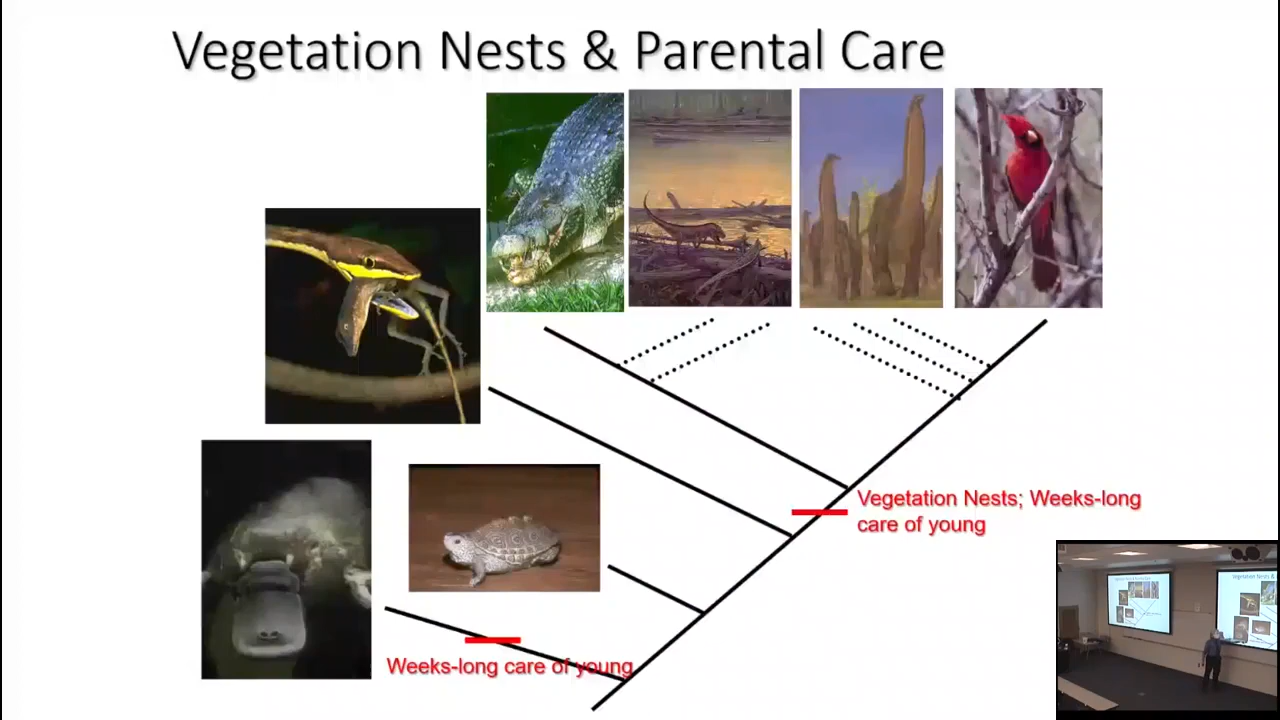 Vegetation Nests & Parental Care
Vegetation Nests; Weeks-long
care of young
Weeks-long care of young